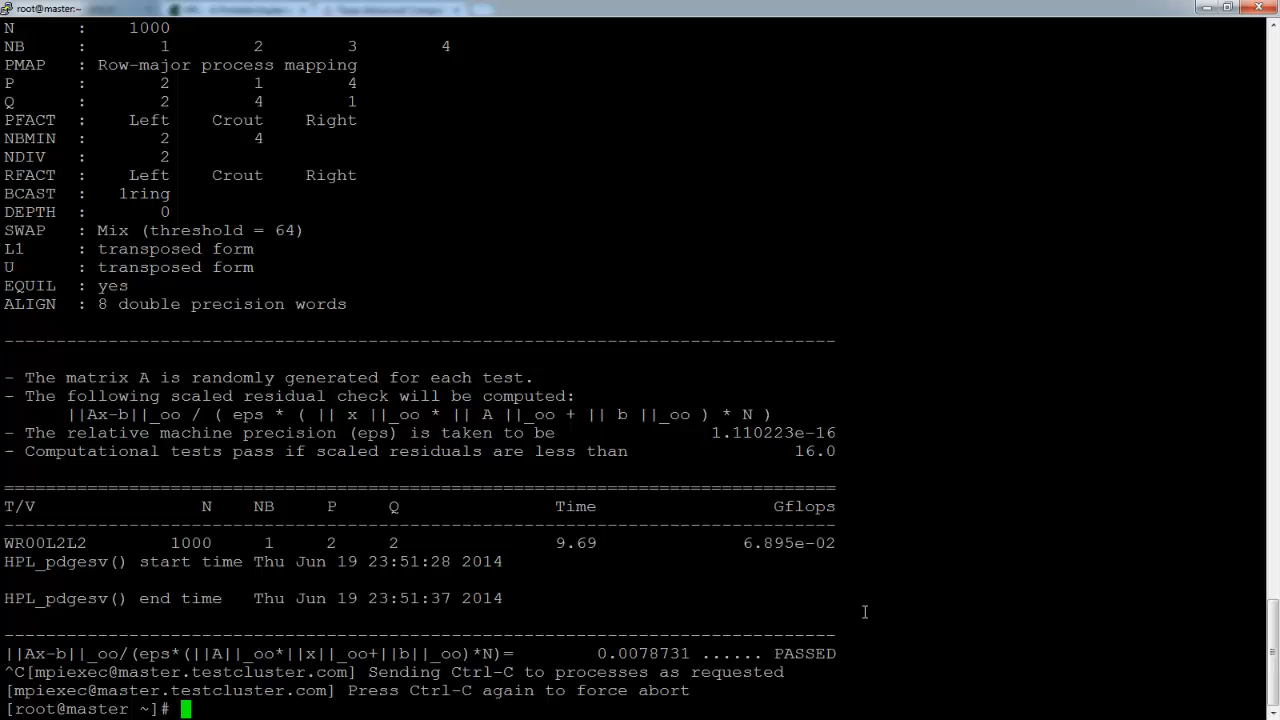 root@master:~
N      :    1000
NB     :       1        2        3        4
PMAP   : Row-major process mapping
P      :       2        1        4
Q      :       2        4        1
PFACT  :    Left    Crout    Right
NBMIN  :       2        4
NDIV   :       2
RFACT  :    Left    Crout    Right
BCAST  :   1ring
DEPTH  :       0
SWAP   : Mix (threshold = 64)
L1     : transposed form
U      : transposed form
EQUIL  : yes
ALIGN  : 8 double precision words
--------------------------------------------------------------------------------
- The matrix A is randomly generated for each test.
- The following scaled residual check will be computed:
      ||Ax-b||_oo / ( eps * ( || x ||_oo * || A ||_oo + || b ||_oo ) * N )
- The relative machine precision (eps) is taken to be               1.110223e-16
- Computational tests pass if scaled residuals are less than                16.0
================================================================================
T/V                N    NB     P     Q               Time                 Gflops
--------------------------------------------------------------------------------
WR00L2L2        1000     1     2     2               9.69              6.895e-02
HPL_pdgesv() start time Thu Jun 19 23:51:28 2014
HPL_pdgesv() end time   Thu Jun 19 23:51:37 2014
--------------------------------------------------------------------------------
||Ax-b||_oo/(eps*(||A||_oo*||x||_oo+||b||_oo)*N)=        0.0078731 ...... PASSED
^C[mpiexec@master.testcluster.com] Sending Ctrl-C to processes as requested
[mpiexec@master.testcluster.com] Press Ctrl-C again to force abort
[root@master ~]#